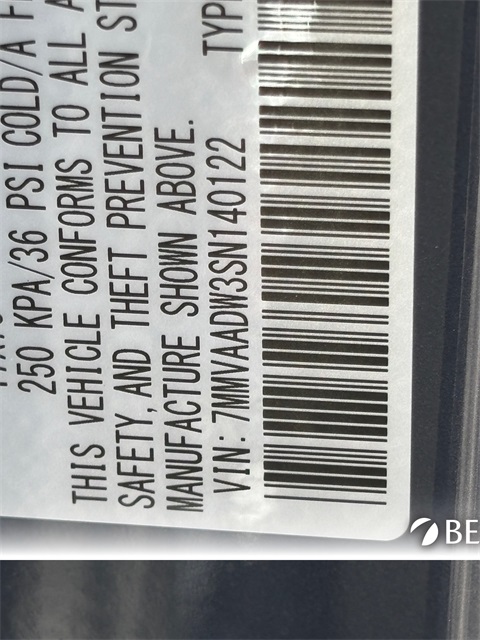 250 KPA/36 PSI COLD/A
THIS VEHICLE CONFORMS TO ALL
SAFETY, AND THEFT PREVENTION ST
MANUFACTURE SHOWN ABOVE.
VIN: 7MMVAADW3SN140122 TYP
BE